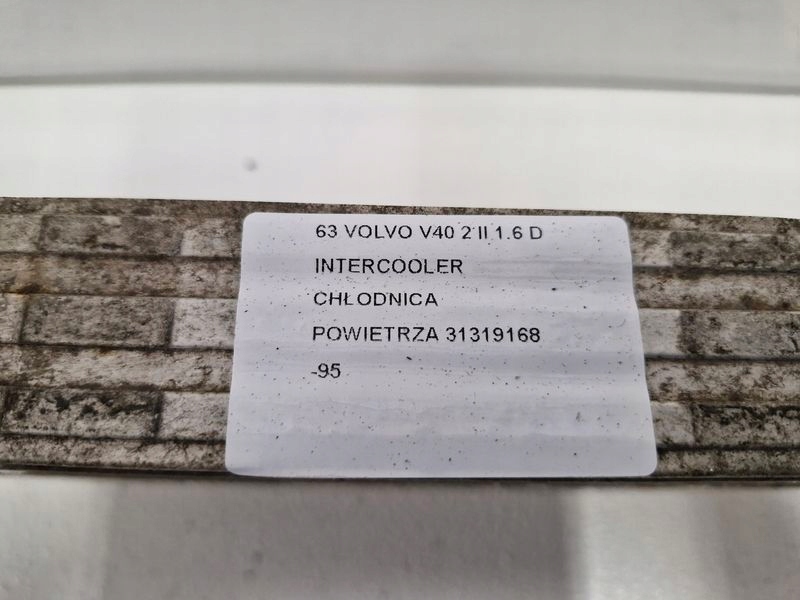 63 VOLVO V40 2 II 1.6 D
INTERCOOLER
CHŁODNICA
POWIETRZA 31319168
-95